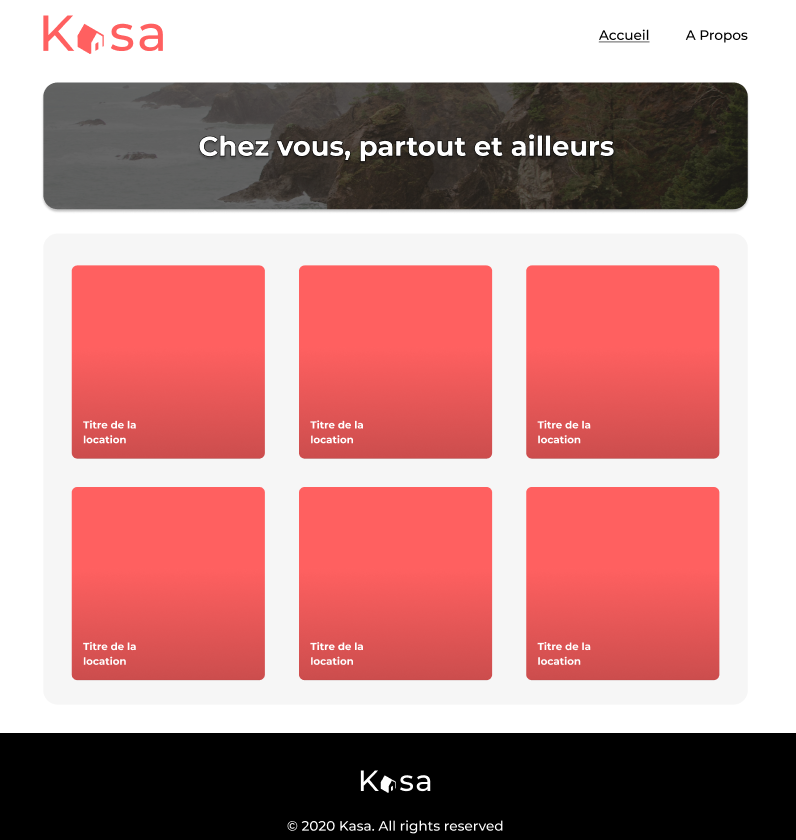 Kasa
Accueil
A Propos
Chez vous, partout et ailleurs
Titre de la
location
Titre de la
location
Titre de la
location
Titre de la
location
Titre de la
location
Titre de la
location
Kasa
© 2020 Kasa. All rights reserved